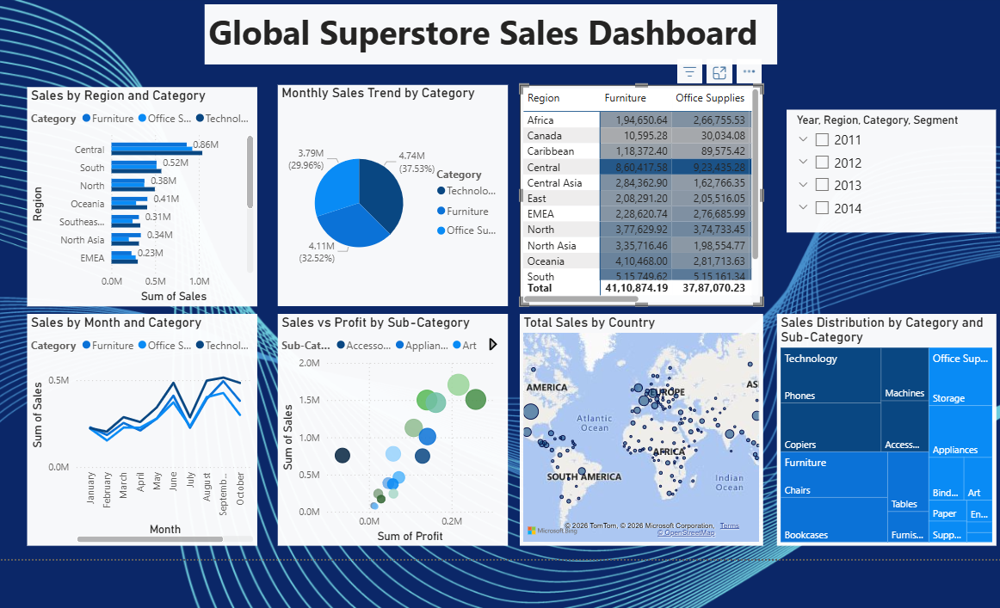 Global Superstore Sales Dashboard
Sales by Region and Category
Category Furniture Office S... Technol...
Region
Central 0.86M
South 0.52M
North 0.38M
Oceania 0.41M
Southeas... 0.31M
North Asia 0.34M
EMEA 0.23M
0.0M 0.5M 1.0M
Sum of Sales
Monthly Sales Trend by Category
3.79M
(29.96%)
4.74M
(37.53%)
4.11M
(32.52%)
Category
Technolo...
Furniture
Office Su...
Region Furniture Office Supplies
Africa 1,94,650.64 2,66,755.53
Canada 10,595.28 30,034.08
Caribbean 1,18,372.40 89,575.42
Central 8,60,417.58 9,23,435.28
Central Asia 2,84,362.90 1,62,766.35
East 2,08,291.20 2,05,516.05
EMEA 2,28,620.74 2,76,685.99
North 3,77,629.92 3,74,733.45
North Asia 3,35,716.46 1,98,554.77
Oceania 4,10,468.00 2,81,713.63
South 5,15,749.62 5,15,161.34
Total 41,10,874.19 37,87,070.23
Year, Region, Category, Segment
2011
2012
2013
2014
Sales by Month and Category
Category Furniture Office S... Technol...
Sum of Sales
0.5M
0.0M
January
February
March
April
May
June
July
August
Septemb...
October
Month
Sales vs Profit by Sub-Category
Sub-Cat... Accesso... Applian... Art
Sum of Sales
2.0M
1.5M
1.0M
0.5M
0.0M
0.0M 0.2M
Sum of Profit
Total Sales by Country
AMERICA
EUROPE
AS
Atlantic
Ocean
AFRICA
SOUTH AMERICA
Indian
Ocean
Microsoft Bing
© 2026 TomTom, © 2026 Microsoft Corporation, Terms
© OpenStreetMap
Sales Distribution by Category and
Sub-Category
Technology
Phones
Copiers
Machines
Access...
Furniture
Chairs
Bookcases
Tables
Furnis...
Office Sup...
Storage
Appliances
Bind...
Art
Paper
En...
Supp...